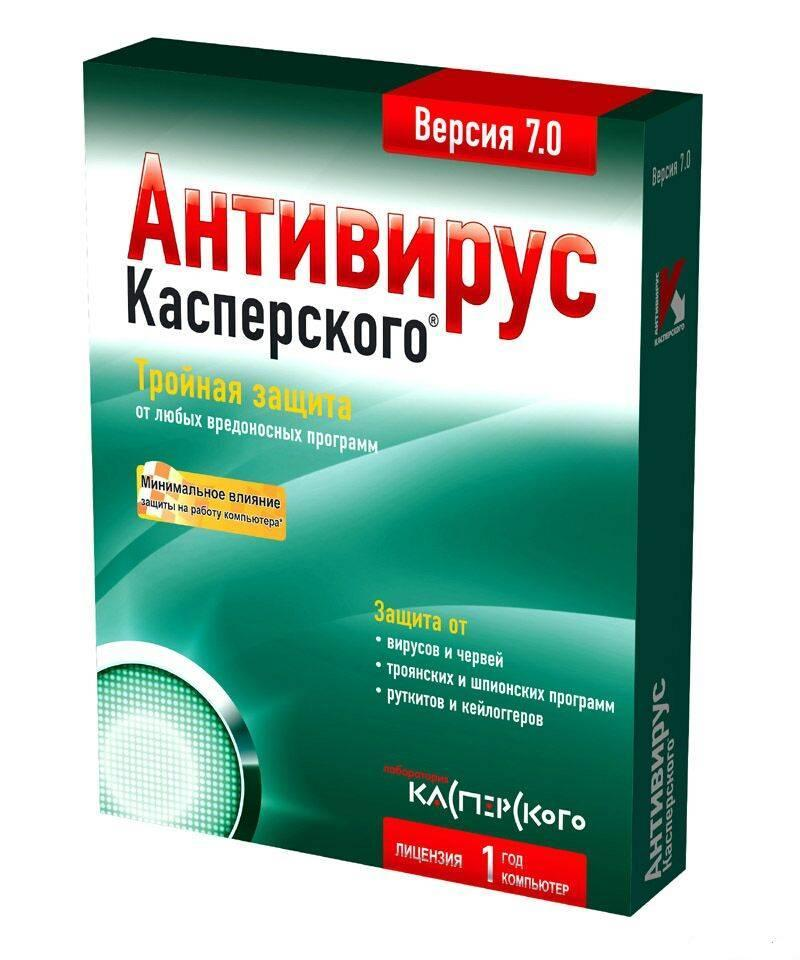 Версия 7.0
Антивирус
Касперского®
Тройная защита
от любых вредоносных программ
Минимальное влияние
защиты на работу компьютера*
Защита от
• вирусов и червей
• троянских и шпионских программ
• руткитов и кейлоггеров
лаборатория
КАСПЕРСКОГО
ЛИЦЕНЗИЯ 1 ГОД
КОМПЬЮТЕР
Версия 7.0
АНТИВИРУС
КАСПЕРСКОГО
Антивирус
Касперского